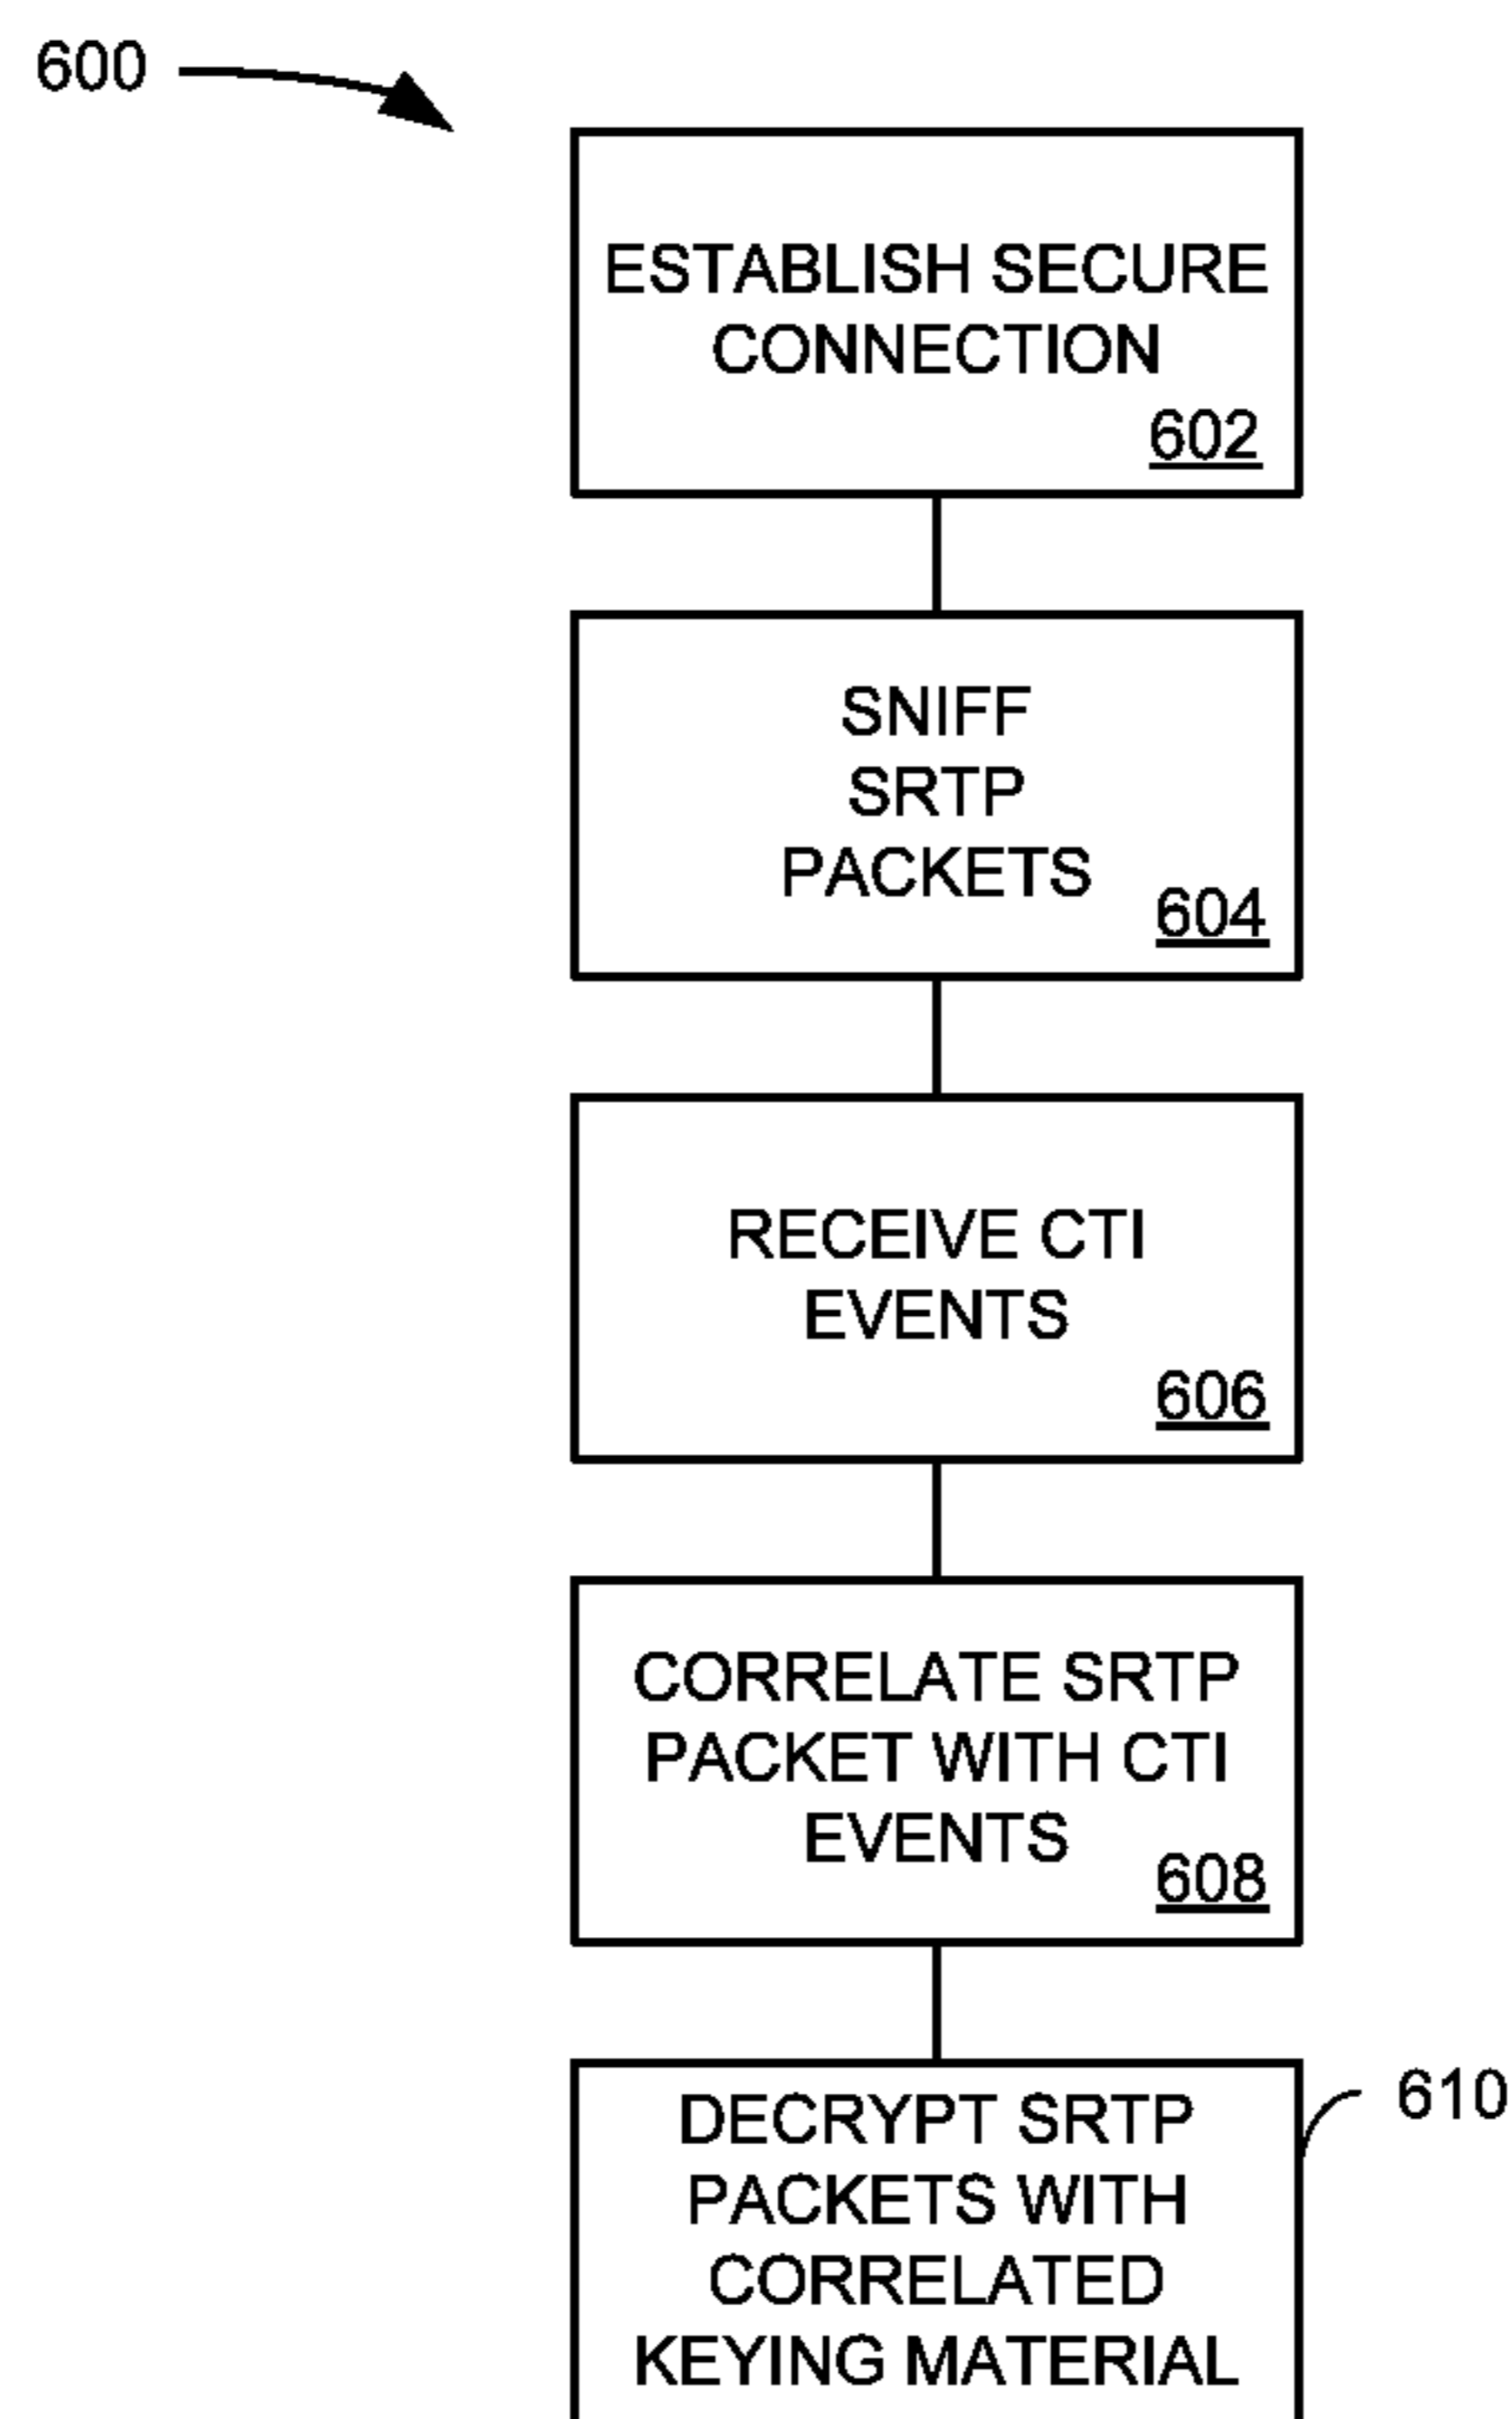 600
ESTABLISH SECURE
CONNECTION
602
SNIFF
SRTP
PACKETS
604
RECEIVE CTI
EVENTS
606
CORRELATE SRTP
PACKET WITH CTI
EVENTS
608
DECRYPT SRTP
PACKETS WITH
CORRELATED
KEYING MATERIAL
610